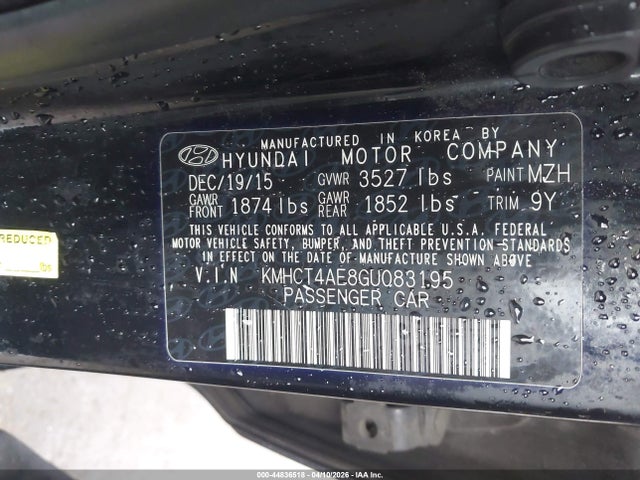 MANUFACTURED IN KOREA BY
HYUNDAI MOTOR COMPANY
DEC/19/15 GVWR 3527 lbs PAINT MZH
GAWR FRONT 1874 lbs GAWR REAR 1852 lbs TRIM 9Y
THIS VEHICLE CONFORMS TO ALL APPLICABLE U.S.A. FEDERAL
MOTOR VEHICLE SAFETY, BUMPER, AND THEFT PREVENTION STANDARDS
IN EFFECT ON THE DATE OF MANUFACTURE SHOWN ABOVE
V.I.N KMHCT4AE8GU083195
PASSENGER CAR
REDUCED
lbs
000-44836518 - 04/10/2026 - IAA Inc.